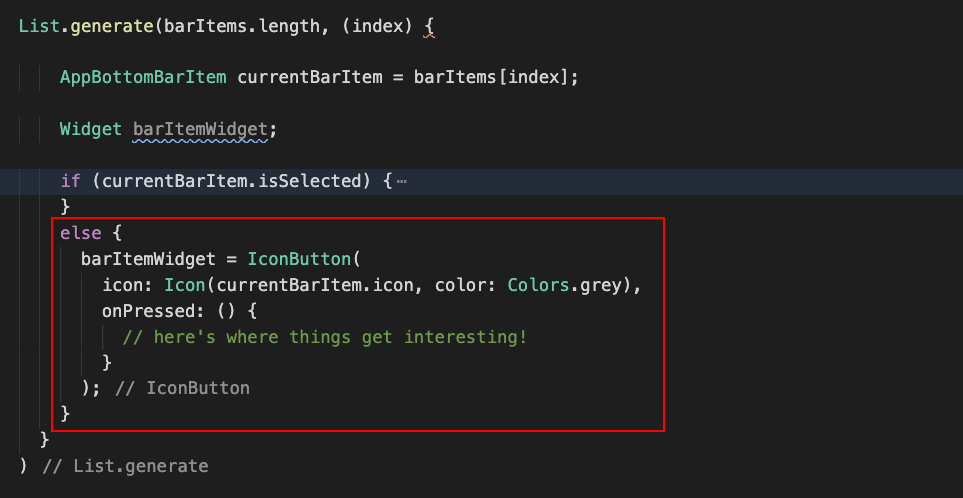 List.generate(barItems.length, (index) {
AppBottomBarItem currentBarItem = barItems[index];
Widget barItemWidget;
if (currentBarItem.isSelected) {⋯
}
else {
barItemWidget = IconButton(
icon: Icon(currentBarItem.icon, color: Colors.grey),
onPressed: () {
// here's where things get interesting!
}
); // IconButton
}
}
) // List.generate